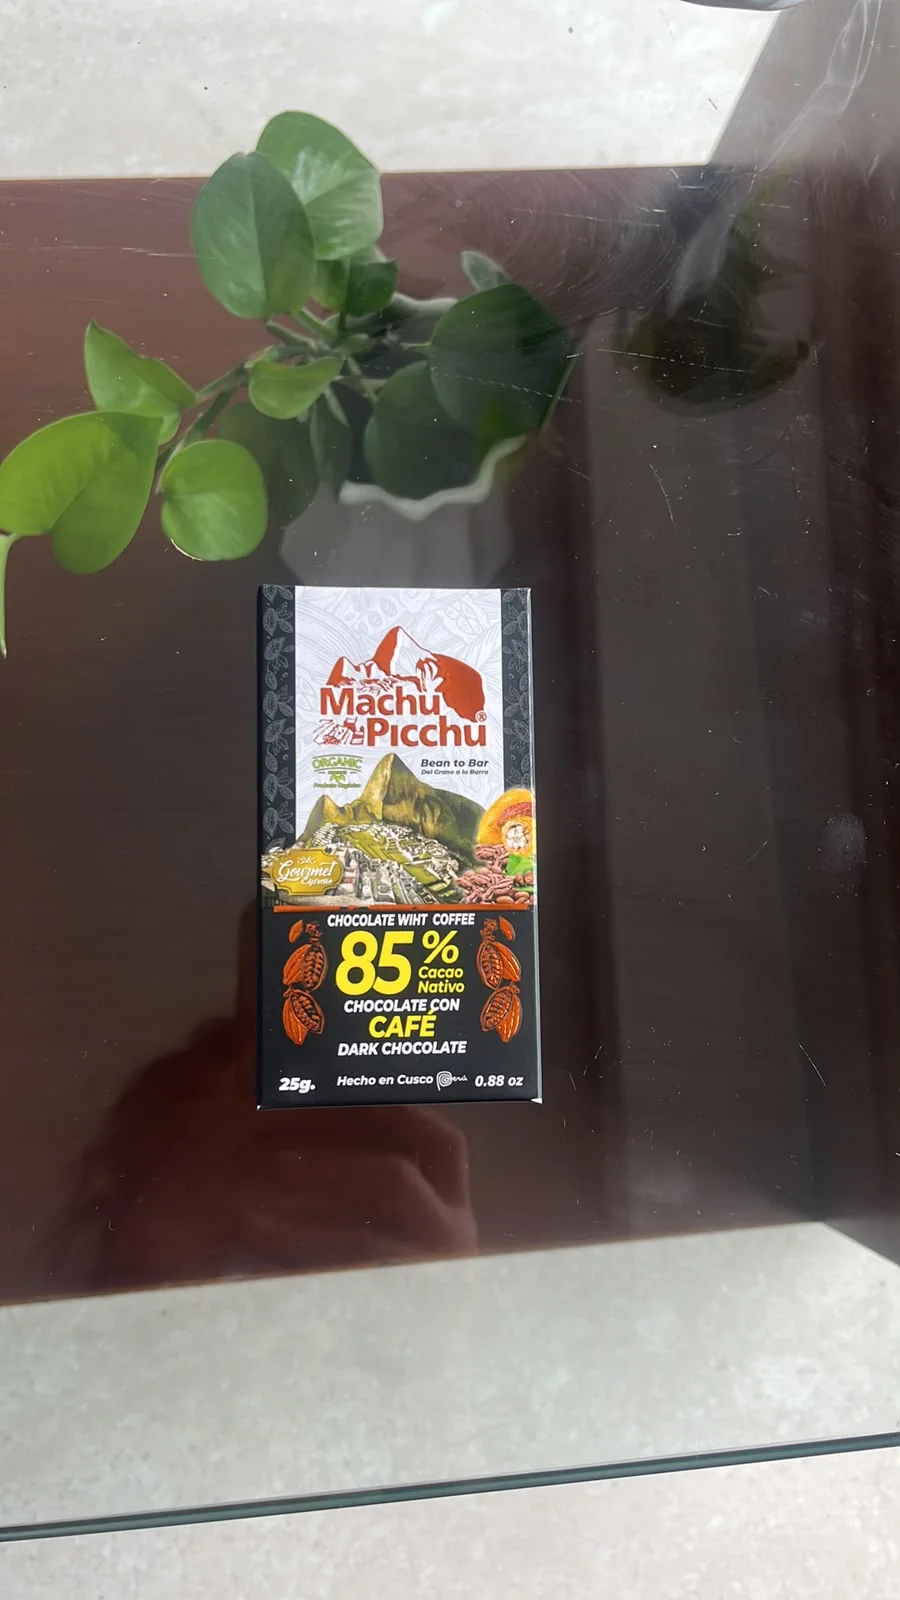 Machu
Picchu®
ORGANIC
Bean to Bar
Del Grano a la Barra
Gourmet
CHOCOLATE WIHT COFFEE
85%
Cacao
Nativo
CHOCOLATE CON
CAFÉ
DARK CHOCOLATE
25g.
Hecho en Cusco
Perú
0.88 oz